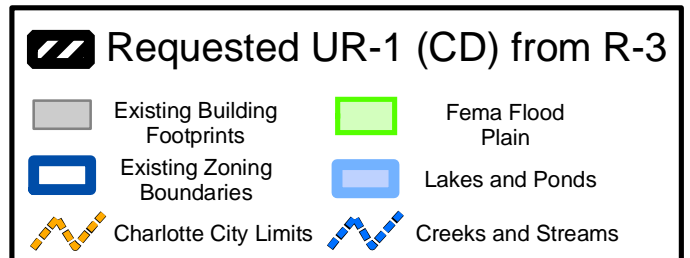 Requested UR-1 (CD) from R-3
Existing Building
Footprints
Fema Flood
Plain
Existing Zoning
Boundaries
Lakes and Ponds
Charlotte City Limits
Creeks and Streams